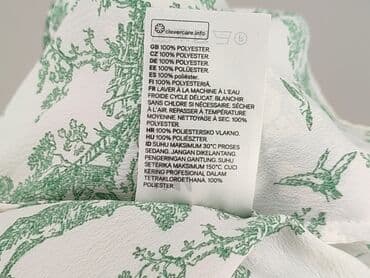 clevercare.info
GB 100% POLYESTER.
CZ 100% POLYESTER.
DE 100% POLYESTER.
EE 100% POLÜESTER.
ES 100% poliéster.
FI 100% POLYESTERIÄ.
FR LAVER À LA MACHINE À L'EAU
FROIDE CYCLE DÉLICAT. BLANCHIR
SANS CHLORE SI NÉCESSAIRE. SÉCHER
À L'AIR. REPASSER À TEMPÉRATURE
MOYENNE. NETTOYAGE À SEC. 100%
POLYESTER.
HR 100% POLIESTERSKO VLAKNO.
HU 100% POLIÉSZTER.
ID SUHU MAKSIMUM 30°C PROSES
SEDANG. JANGAN DIKELANTANG.
PENGERINGAN GANTUNG. SUHU
SETERIKA MAKSIMUM 150°C. CUCI
KERING PROFESIONAL DALAM
TETRAKLOROETHENA. 100%
POLIESTER.